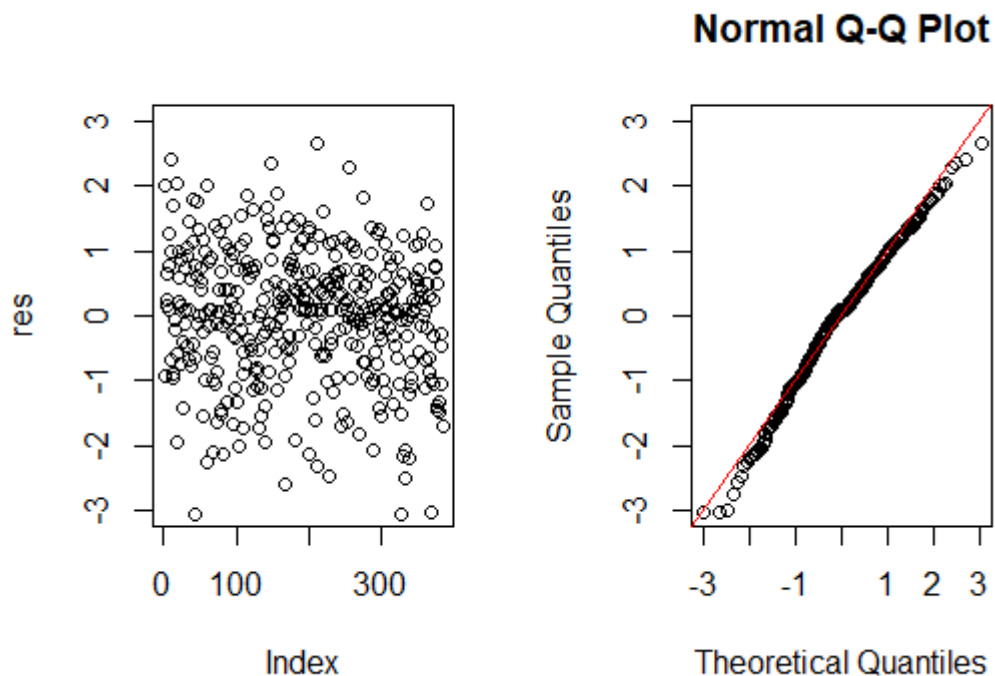 Normal Q-Q Plot
res
3
2
1
0
-1
-2
-3
0 100 300
Index
Sample Quantiles
3
2
1
0
-1
-2
-3
-3 -1 1 2 3
Theoretical Quantiles